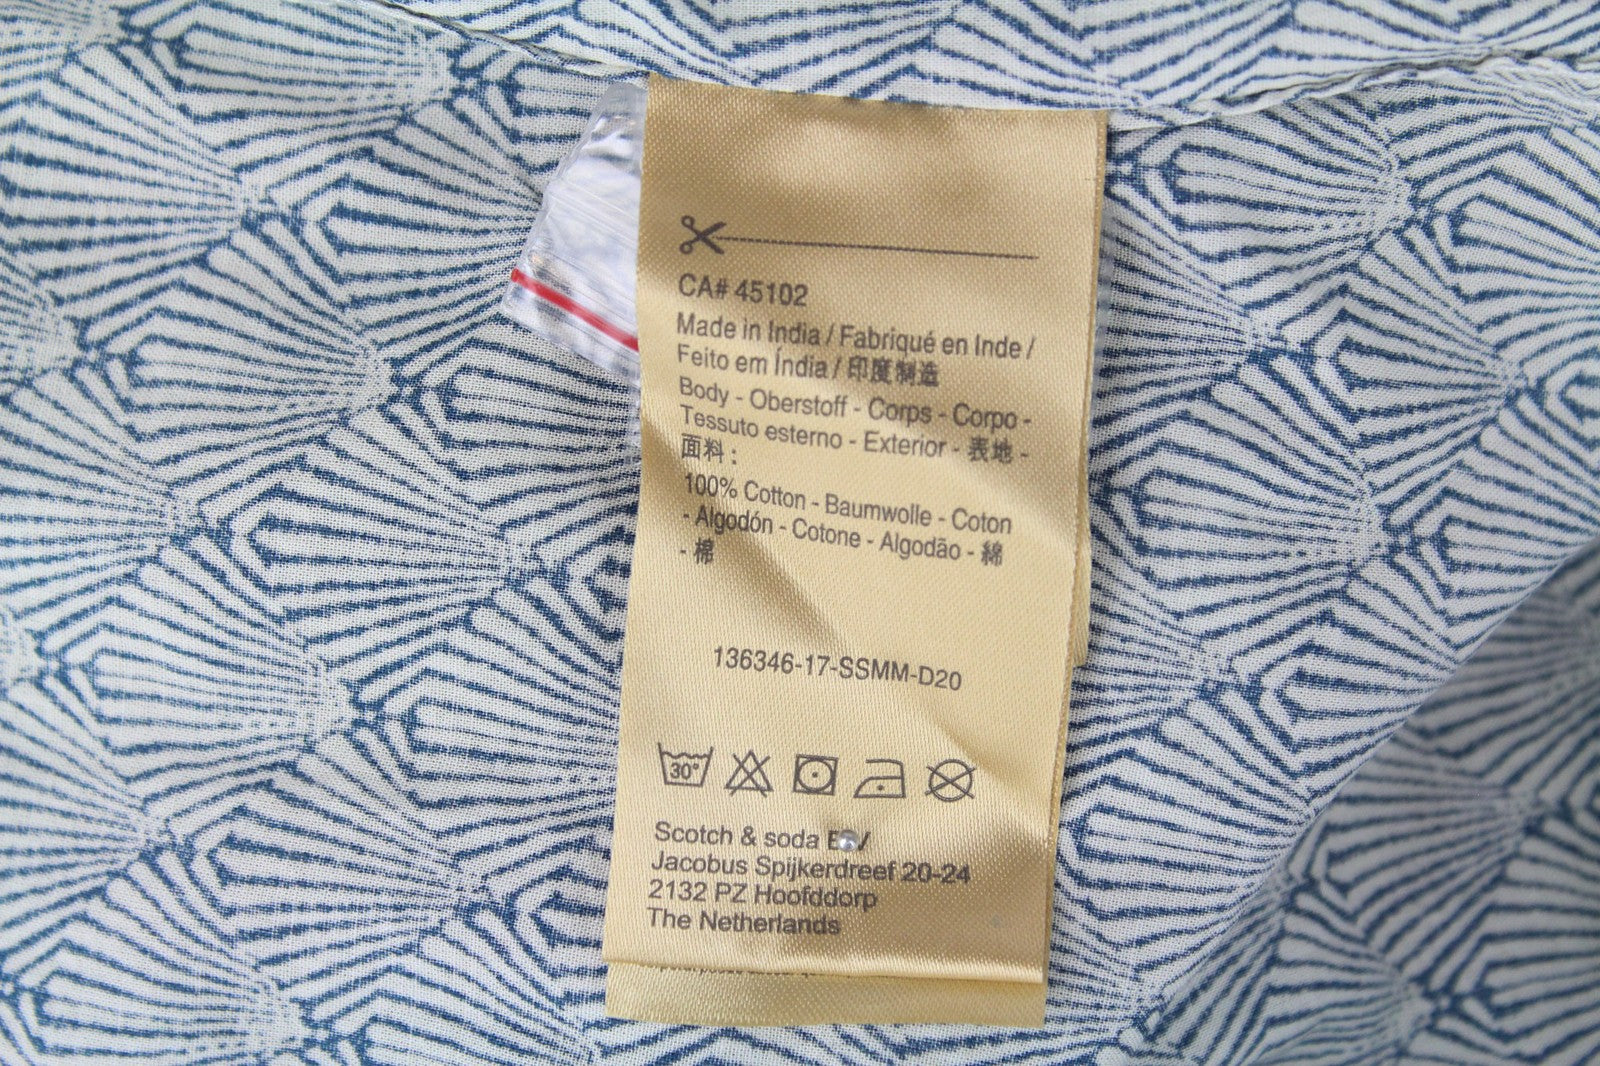 CA# 45102
Made in India / Fabriqué en Inde /
Feito em Índia / 印度制造
Body - Oberstoff - Corps - Corpo -
Tessuto esterno - Exterior - 表地 -
面料 :
100% Cotton - Baumwolle - Coton
- Algodón - Cotone - Algodão - 綿
- 棉
136346-17-SSMM-D20
30°
Scotch & soda
Jacobus Spijkerdreef 20-24
2132 PZ Hoofddorp
The Netherlands